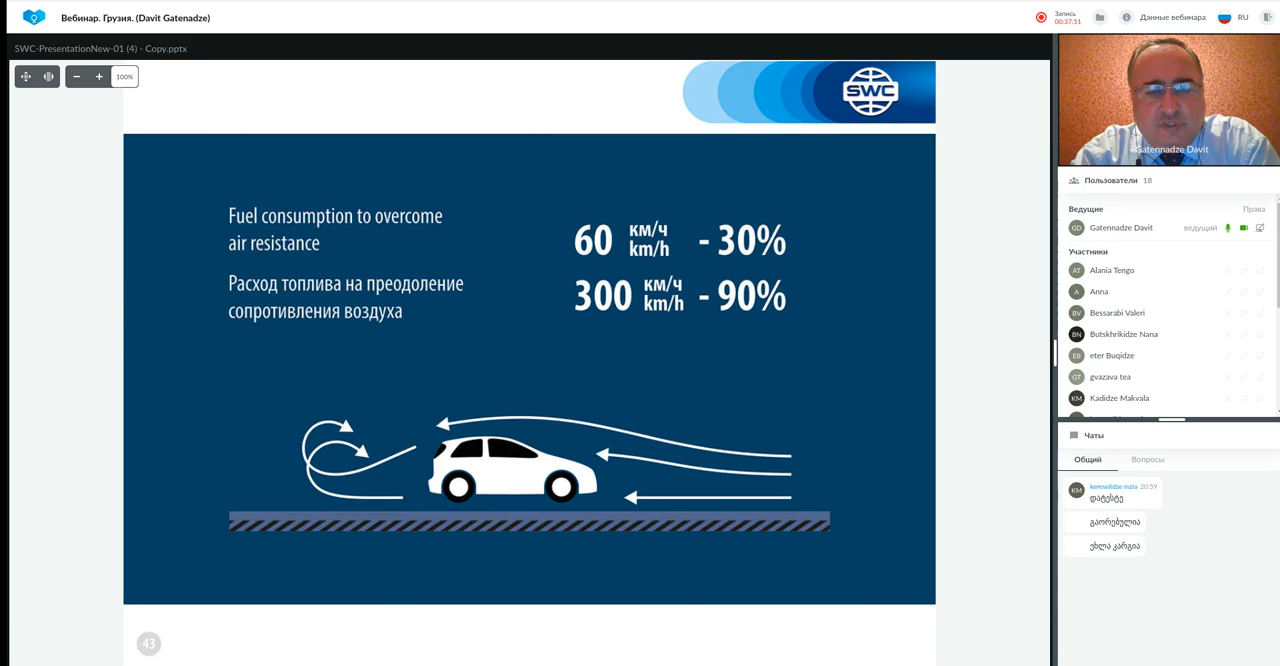 Вебинар. Грузия. (Davit Gatenadze)
Запись
00:37:51
Данные вебинара
RU
SWC-PresentationNew-01 (4) - Copy.pptx
100%
SWC
Fuel consumption to overcome
air resistance
Расход топлива на преодоление
сопротивления воздуха
60 км/ч km/h - 30%
300 км/ч km/h - 90%
43
Gatennadze Davit
Пользователи 18
Ведущие Права
GD Gatennadze Davit ведущий
Участники
AT Alania Tengo
A Anna
BV Bessarabi Valeri
BN Butskhrikidze Nana
EB eter Buqidze
GT gvazava tea
KM Kadidze Makvala
Чаты
Общий Вопросы
KM kereselidze mzia 20:59
დატესტე
გაორებულია
ეხლა კარგია